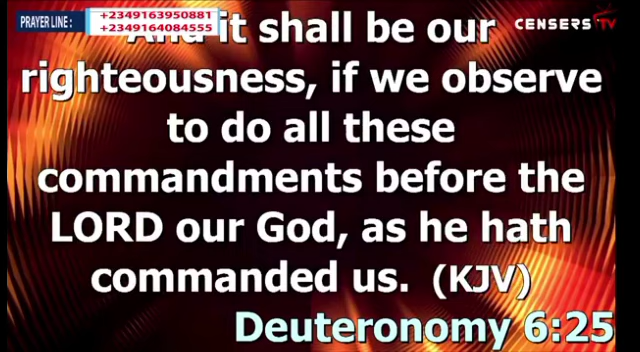 PRAYER LINE :
+2349163950881
+2349164084555
CENSERS TV
And it shall be our
righteousness, if we observe
to do all these
commandments before the
LORD our God, as he hath
commanded us. (KJV)
Deuteronomy 6:25